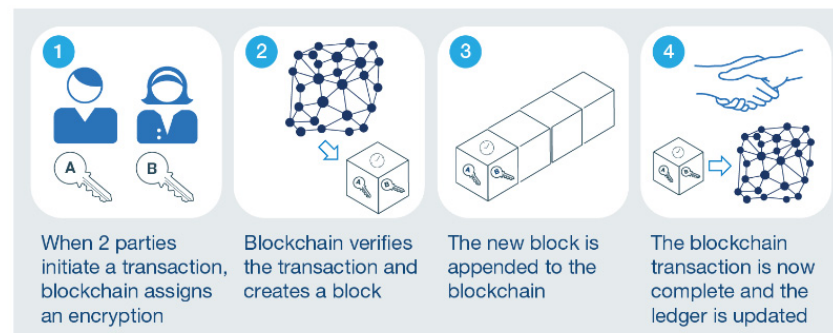 1
A
B
When 2 parties
initiate a transaction,
blockchain assigns
an encryption
2
A
B
Blockchain verifies
the transaction and
creates a block
3
A
B
The new block is
appended to the
blockchain
4
A
B
The blockchain
transaction is now
complete and the
ledger is updated